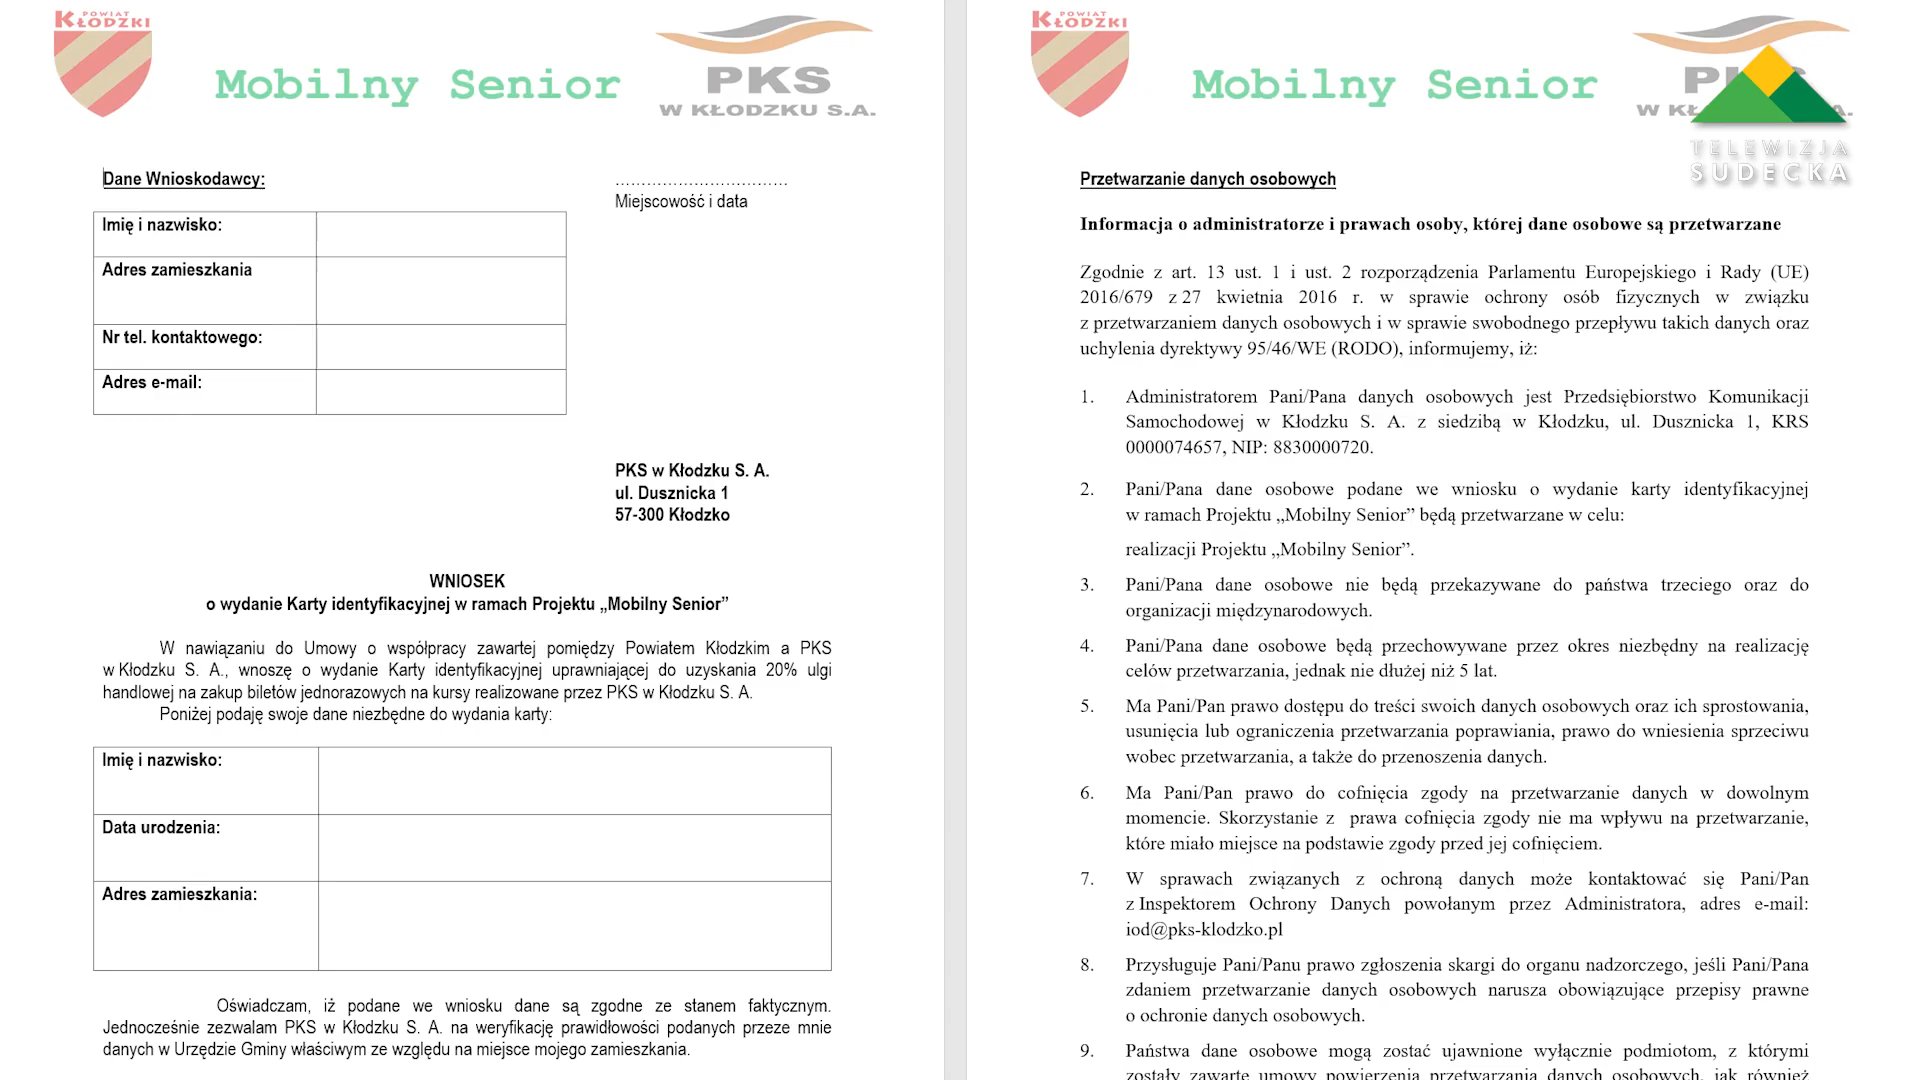 POWIAT
KŁODZKI
Mobilny Senior
PKS
W KŁODZKU S.A.
Dane Wnioskodawcy:
……………………………
Miejscowość i data
Imię i nazwisko:
Adres zamieszkania
Nr tel. kontaktowego:
Adres e-mail:
PKS w Kłodzku S. A.
ul. Dusznicka 1
57-300 Kłodzko
WNIOSEK
o wydanie Karty identyfikacyjnej w ramach Projektu „Mobilny Senior”
W nawiązaniu do Umowy o współpracy zawartej pomiędzy Powiatem Kłodzkim a PKS
w Kłodzku S. A., wnoszę o wydanie Karty identyfikacyjnej uprawniającej do uzyskania 20% ulgi
handlowej na zakup biletów jednorazowych na kursy realizowane przez PKS w Kłodzku S. A.
Poniżej podaję swoje dane niezbędne do wydania karty:
Imię i nazwisko:
Data urodzenia:
Adres zamieszkania:
Oświadczam, iż podane we wniosku dane są zgodne ze stanem faktycznym.
Jednocześnie zezwalam PKS w Kłodzku S. A. na weryfikację prawidłowości podanych przeze mnie
danych w Urzędzie Gminy właściwym ze względu na miejsce mojego zamieszkania.
POWIAT
KŁODZKI
Mobilny Senior
TELEWIZJA
SUDECKA
Przetwarzanie danych osobowych
Informacja o administratorze i prawach osoby, której dane osobowe są przetwarzane
Zgodnie z art. 13 ust. 1 i ust. 2 rozporządzenia Parlamentu Europejskiego i Rady (UE)
2016/679 z 27 kwietnia 2016 r. w sprawie ochrony osób fizycznych w związku
z przetwarzaniem danych osobowych i w sprawie swobodnego przepływu takich danych oraz
uchylenia dyrektywy 95/46/WE (RODO), informujemy, iż:
1. Administratorem Pani/Pana danych osobowych jest Przedsiębiorstwo Komunikacji
Samochodowej w Kłodzku S. A. z siedzibą w Kłodzku, ul. Dusznicka 1, KRS
0000074657, NIP: 8830000720.
2. Pani/Pana dane osobowe podane we wniosku o wydanie karty identyfikacyjnej
w ramach Projektu „Mobilny Senior” będą przetwarzane w celu:
realizacji Projektu „Mobilny Senior”.
3. Pani/Pana dane osobowe nie będą przekazywane do państwa trzeciego oraz do
organizacji międzynarodowych.
4. Pani/Pana dane osobowe będą przechowywane przez okres niezbędny na realizację
celów przetwarzania, jednak nie dłużej niż 5 lat.
5. Ma Pani/Pan prawo dostępu do treści swoich danych osobowych oraz ich sprostowania,
usunięcia lub ograniczenia przetwarzania poprawiania, prawo do wniesienia sprzeciwu
wobec przetwarzania, a także do przenoszenia danych.
6. Ma Pani/Pan prawo do cofnięcia zgody na przetwarzanie danych w dowolnym
momencie. Skorzystanie z prawa cofnięcia zgody nie ma wpływu na przetwarzanie,
które miało miejsce na podstawie zgody przed jej cofnięciem.
7. W sprawach związanych z ochroną danych może kontaktować się Pani/Pan
z Inspektorem Ochrony Danych powołanym przez Administratora, adres e-mail:
iod@pks-klodzko.pl
8. Przysługuje Pani/Panu prawo zgłoszenia skargi do organu nadzorczego, jeśli Pani/Pana
zdaniem przetwarzanie danych osobowych narusza obowiązujące przepisy prawne
o ochronie danych osobowych.
9. Państwa dane osobowe mogą zostać ujawnione wyłącznie podmiotom, z którymi
zostały zawarte umowy powierzenia przetwarzania danych osobowych, jak również